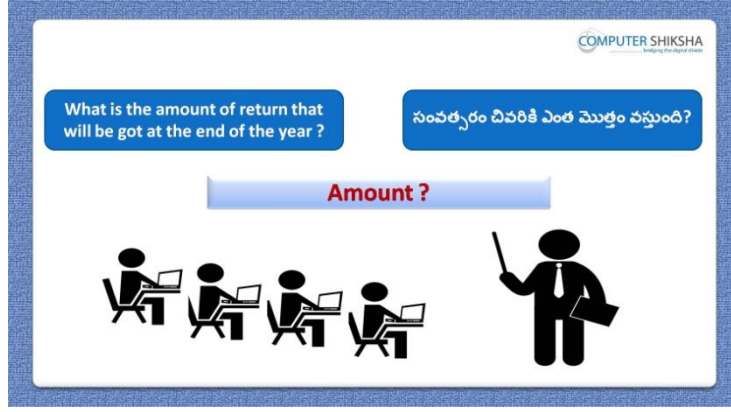 COMPUTER SHIKSHA
bridging the digital divide
What is the amount of return that
will be got at the end of the year ?
సంవత్సరం చివరికి ఎంత మొత్తం వస్తుంది?
Amount ?